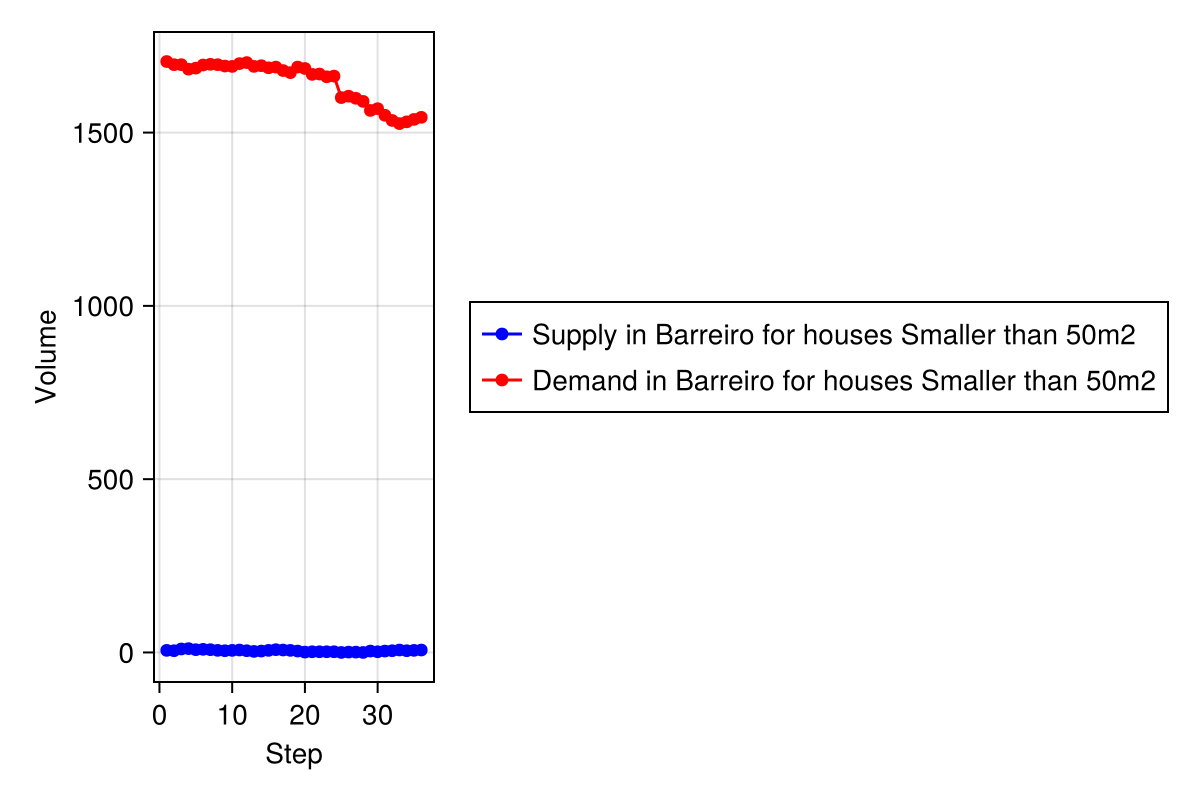 Volume
1500
1000
500
0
0 10 20 30
Step
Supply in Barreiro for houses Smaller than 50m2
Demand in Barreiro for houses Smaller than 50m2